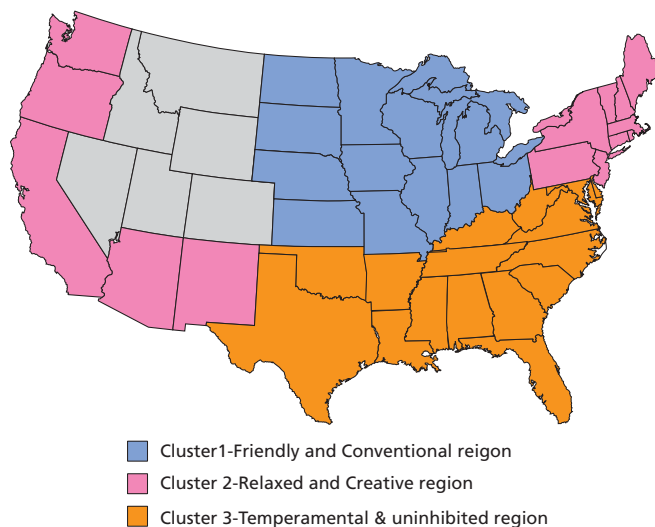 Cluster1-Friendly and Conventional reigon
Cluster 2-Relaxed and Creative region
Cluster 3-Temperamental & uninhibited region